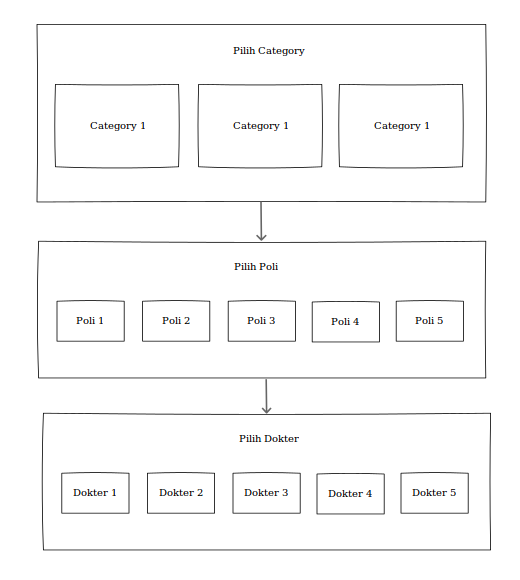 Pilih Category
Category 1
Category 1
Category 1
Pilih Poli
Poli 1
Poli 2
Poli 3
Poli 4
Poli 5
Pilih Dokter
Dokter 1
Dokter 2
Dokter 3
Dokter 4
Dokter 5